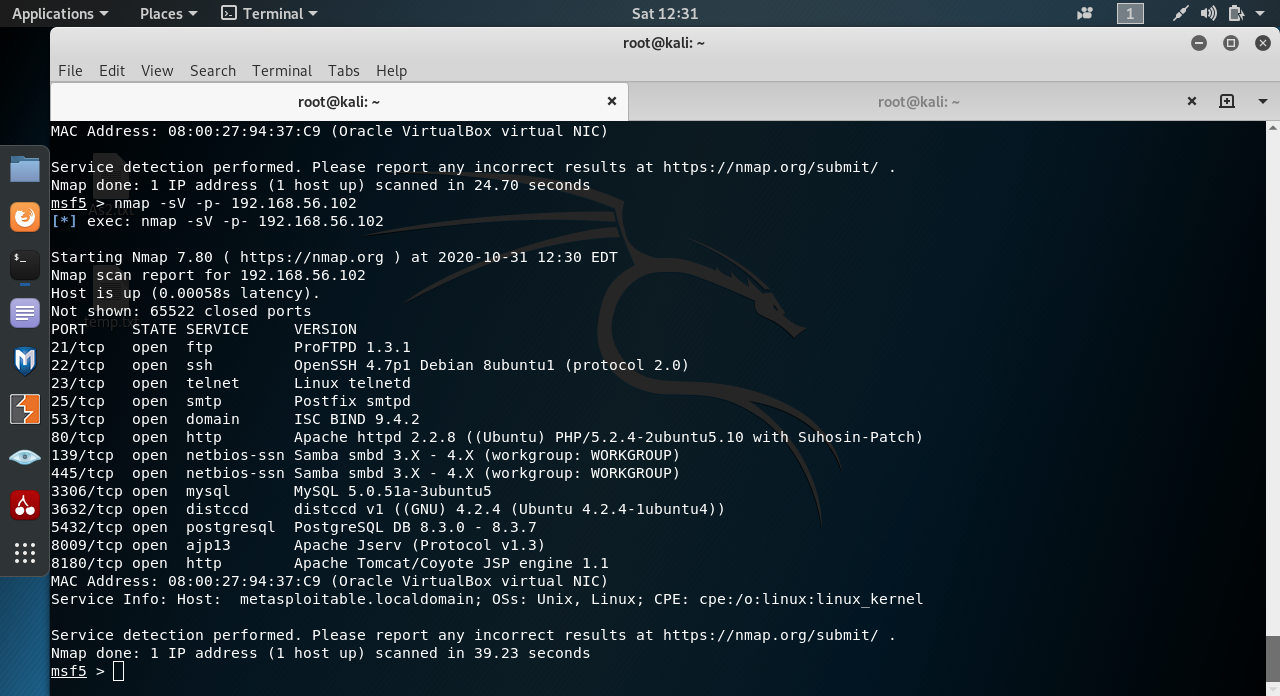 Applications Places Terminal Sat 12:31 1
root@kali: ~
File Edit View Search Terminal Tabs Help
root@kali: ~ root@kali: ~
MAC Address: 08:00:27:94:37:C9 (Oracle VirtualBox virtual NIC)
Service detection performed. Please report any incorrect results at https://nmap.org/submit/ .
Nmap done: 1 IP address (1 host up) scanned in 24.70 seconds
msf5 > nmap -sV -p- 192.168.56.102
As2.txt
[*] exec: nmap -sV -p- 192.168.56.102
Starting Nmap 7.80 ( https://nmap.org ) at 2020-10-31 12:30 EDT
Nmap scan report for 192.168.56.102
Host is up (0.00058s latency).
Not shown: 65522 closed ports
temp.txt
PORT     STATE SERVICE     VERSION
21/tcp   open  ftp         ProFTPD 1.3.1
22/tcp   open  ssh         OpenSSH 4.7p1 Debian 8ubuntu1 (protocol 2.0)
23/tcp   open  telnet      Linux telnetd
25/tcp   open  smtp        Postfix smtpd
53/tcp   open  domain      ISC BIND 9.4.2
80/tcp   open  http        Apache httpd 2.2.8 ((Ubuntu) PHP/5.2.4-2ubuntu5.10 with Suhosin-Patch)
139/tcp  open  netbios-ssn Samba smbd 3.X - 4.X (workgroup: WORKGROUP)
445/tcp  open  netbios-ssn Samba smbd 3.X - 4.X (workgroup: WORKGROUP)
3306/tcp open  mysql       MySQL 5.0.51a-3ubuntu5
3632/tcp open  distccd     distccd v1 ((GNU) 4.2.4 (Ubuntu 4.2.4-1ubuntu4))
5432/tcp open  postgresql  PostgreSQL DB 8.3.0 - 8.3.7
8009/tcp open  ajp13       Apache Jserv (Protocol v1.3)
8180/tcp open  http        Apache Tomcat/Coyote JSP engine 1.1
MAC Address: 08:00:27:94:37:C9 (Oracle VirtualBox virtual NIC)
Service Info: Host:  metasploitable.localdomain; OSs: Unix, Linux; CPE: cpe:/o:linux:linux_kernel
Service detection performed. Please report any incorrect results at https://nmap.org/submit/ .
Nmap done: 1 IP address (1 host up) scanned in 39.23 seconds
msf5 >